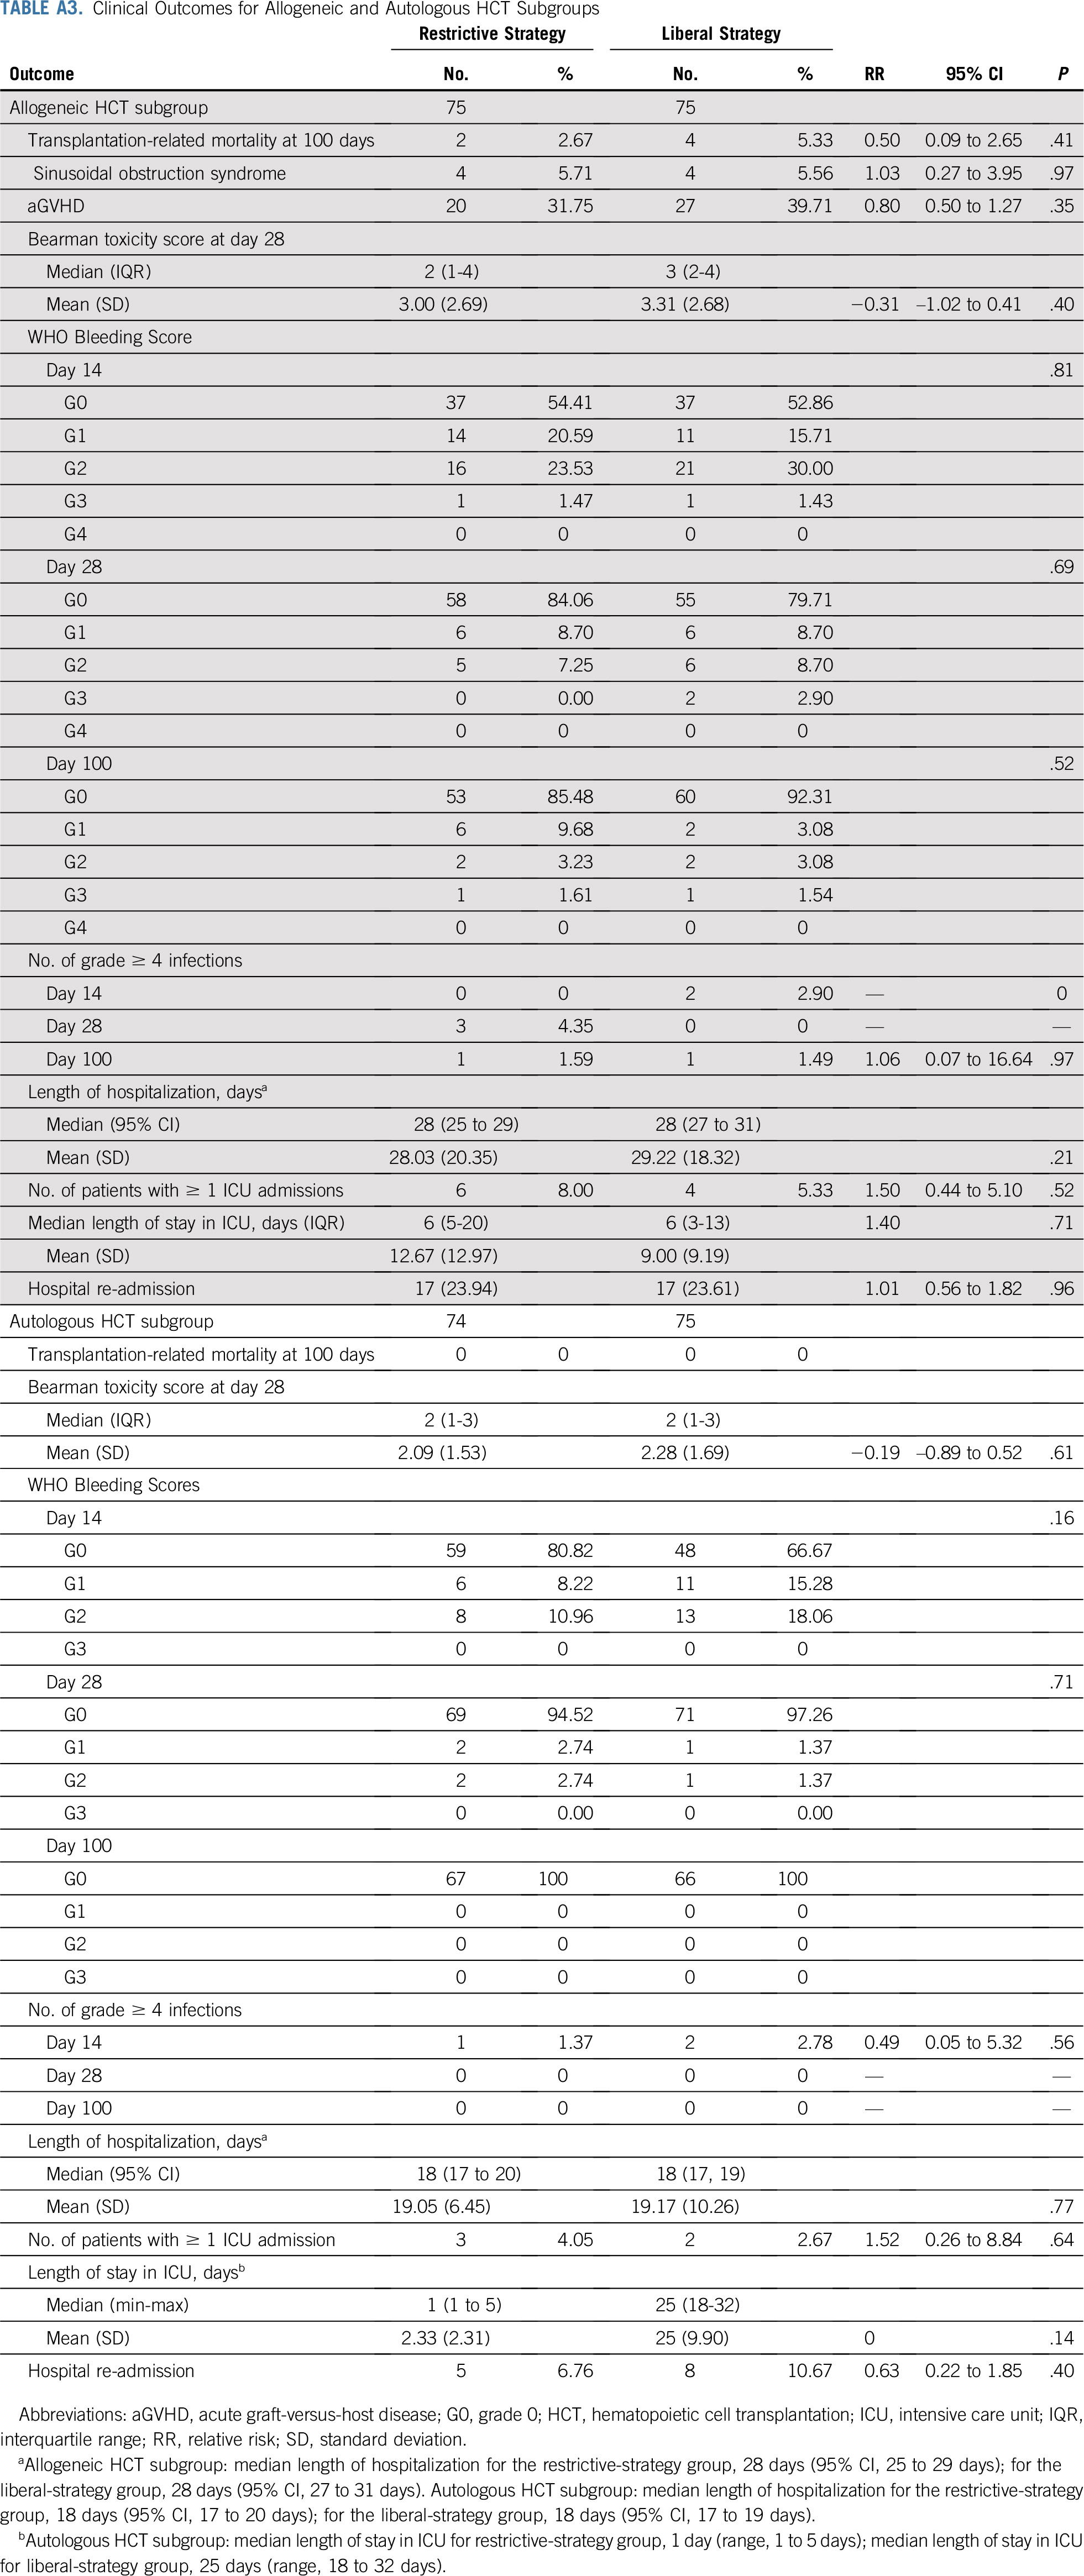 TABLE A3. Clinical Outcomes for Allogeneic and Autologous HCT Subgroups
Restrictive Strategy Liberal Strategy
Outcome No. % No. % RR 95% CI P
Allogeneic HCT subgroup 75 75
Transplantation-related mortality at 100 days 2 2.67 4 5.33 0.50 0.09 to 2.65 .41
Sinusoidal obstruction syndrome 4 5.71 4 5.56 1.03 0.27 to 3.95 .97
aGVHD 20 31.75 27 39.71 0.80 0.50 to 1.27 .35
Bearman toxicity score at day 28
Median (IQR) 2 (1-4) 3 (2-4)
Mean (SD) 3.00 (2.69) 3.31 (2.68) −0.31 –1.02 to 0.41 .40
WHO Bleeding Score
Day 14 .81
G0 37 54.41 37 52.86
G1 14 20.59 11 15.71
G2 16 23.53 21 30.00
G3 1 1.47 1 1.43
G4 0 0 0 0
Day 28 .69
G0 58 84.06 55 79.71
G1 6 8.70 6 8.70
G2 5 7.25 6 8.70
G3 0 0.00 2 2.90
G4 0 0 0 0
Day 100 .52
G0 53 85.48 60 92.31
G1 6 9.68 2 3.08
G2 2 3.23 2 3.08
G3 1 1.61 1 1.54
G4 0 0 0 0
No. of grade ≥ 4 infections
Day 14 0 0 2 2.90 — 0
Day 28 3 4.35 0 0 — —
Day 100 1 1.59 1 1.49 1.06 0.07 to 16.64 .97
Length of hospitalization, daysᵃ
Median (95% CI) 28 (25 to 29) 28 (27 to 31)
Mean (SD) 28.03 (20.35) 29.22 (18.32) .21
No. of patients with ≥ 1 ICU admissions 6 8.00 4 5.33 1.50 0.44 to 5.10 .52
Median length of stay in ICU, days (IQR) 6 (5-20) 6 (3-13) 1.40 .71
Mean (SD) 12.67 (12.97) 9.00 (9.19)
Hospital re-admission 17 (23.94) 17 (23.61) 1.01 0.56 to 1.82 .96
Autologous HCT subgroup 74 75
Transplantation-related mortality at 100 days 0 0 0 0
Bearman toxicity score at day 28
Median (IQR) 2 (1-3) 2 (1-3)
Mean (SD) 2.09 (1.53) 2.28 (1.69) −0.19 –0.89 to 0.52 .61
WHO Bleeding Scores
Day 14 .16
G0 59 80.82 48 66.67
G1 6 8.22 11 15.28
G2 8 10.96 13 18.06
G3 0 0 0 0
Day 28 .71
G0 69 94.52 71 97.26
G1 2 2.74 1 1.37
G2 2 2.74 1 1.37
G3 0 0.00 0 0.00
Day 100
G0 67 100 66 100
G1 0 0 0 0
G2 0 0 0 0
G3 0 0 0 0
No. of grade ≥ 4 infections
Day 14 1 1.37 2 2.78 0.49 0.05 to 5.32 .56
Day 28 0 0 0 0 — —
Day 100 0 0 0 0 — —
Length of hospitalization, daysᵃ
Median (95% CI) 18 (17 to 20) 18 (17, 19)
Mean (SD) 19.05 (6.45) 19.17 (10.26) .77
No. of patients with ≥ 1 ICU admission 3 4.05 2 2.67 1.52 0.26 to 8.84 .64
Length of stay in ICU, daysᵇ
Median (min-max) 1 (1 to 5) 25 (18-32)
Mean (SD) 2.33 (2.31) 25 (9.90) 0 .14
Hospital re-admission 5 6.76 8 10.67 0.63 0.22 to 1.85 .40
Abbreviations: aGVHD, acute graft-versus-host disease; G0, grade 0; HCT, hematopoietic cell transplantation; ICU, intensive care unit; IQR,
interquartile range; RR, relative risk; SD, standard deviation.
ᵃAllogeneic HCT subgroup: median length of hospitalization for the restrictive-strategy group, 28 days (95% CI, 25 to 29 days); for the
liberal-strategy group, 28 days (95% CI, 27 to 31 days). Autologous HCT subgroup: median length of hospitalization for the restrictive-strategy
group, 18 days (95% CI, 17 to 20 days); for the liberal-strategy group, 18 days (95% CI, 17 to 19 days).
ᵇAutologous HCT subgroup: median length of stay in ICU for restrictive-strategy group, 1 day (range, 1 to 5 days); median length of stay in ICU
for liberal-strategy group, 25 days (range, 18 to 32 days).